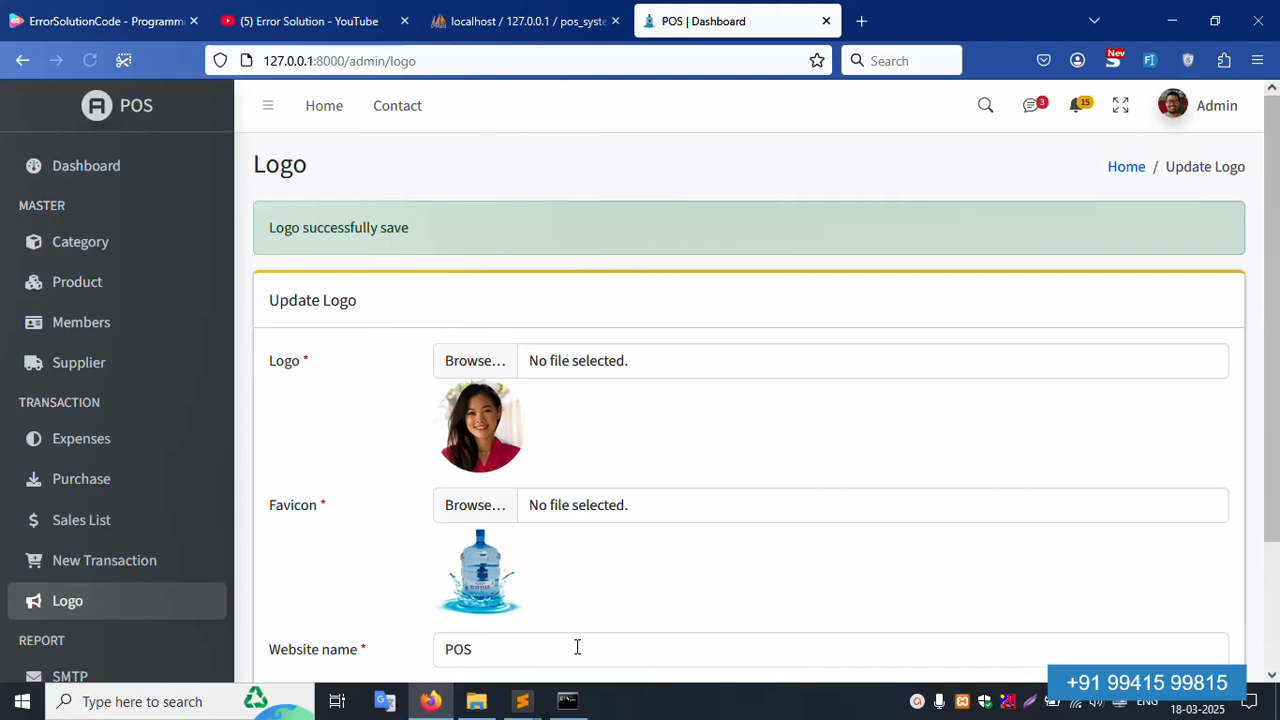 ErrorSolutionCode - Programmi
(5) Error Solution - YouTube
localhost / 127.0.0.1 / pos_syste
POS | Dashboard
127.0.0.1:8000/admin/logo
Search
New
POS
Home
Contact
3
15
Admin
Dashboard
MASTER
Category
Product
Members
Supplier
TRANSACTION
Expenses
Purchase
Sales List
New Transaction
Logo
REPORT
SMTP
Logo
Home / Update Logo
Logo successfully save
Update Logo
Logo *
Browse... No file selected.
Favicon *
Browse... No file selected.
Website name *
POS
+91 99415 99815
Type here to search
ENG
18-03-2025